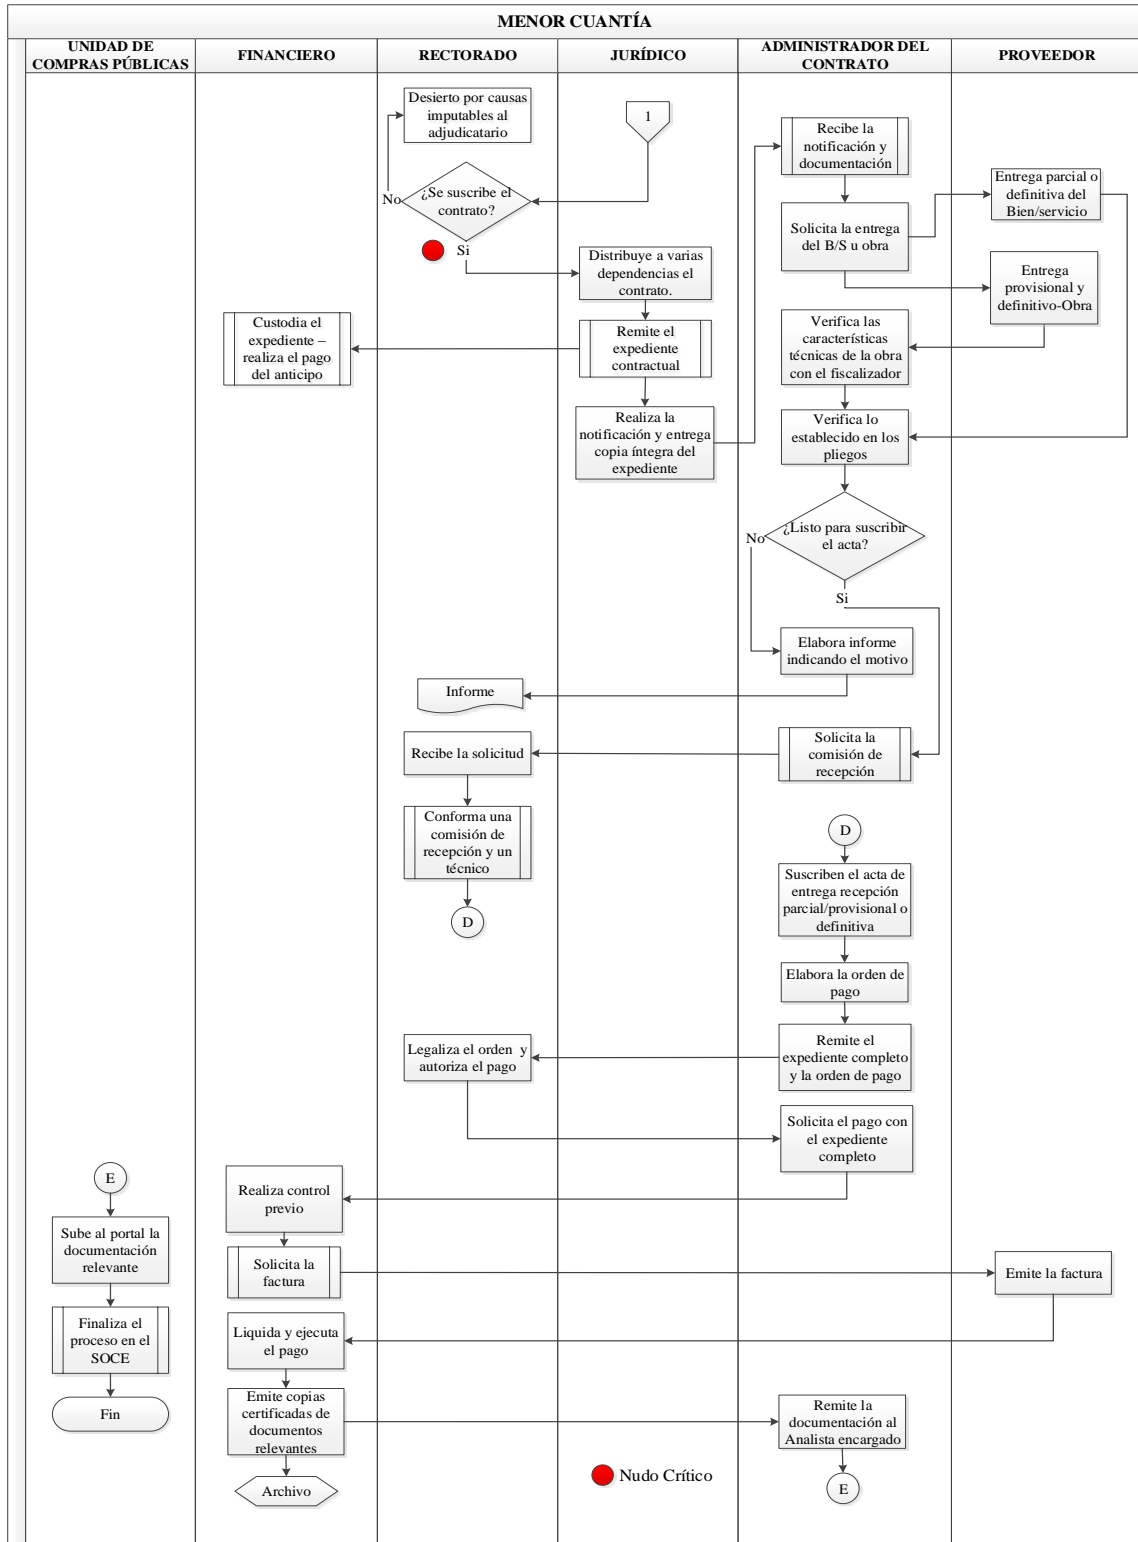 MENOR CUANTÍA
UNIDAD DE
COMPRAS PÚBLICAS
FINANCIERO
RECTORADO
JURÍDICO
ADMINISTRADOR DEL
CONTRATO
PROVEEDOR
Desierto por causas
imputables al
adjudicatario
1
Recibe la
notificación y
documentación
No
¿Se suscribe el
contrato?
Si
Entrega parcial o
definitiva del
Bien/servicio
Solicita la entrega
del B/S u obra
Distribuye a varias
dependencias el
contrato.
Entrega
provisional y
definitivo-Obra
Custodia el
expediente –
realiza el pago
del anticipo
Remite el
expediente
contractual
Verifica las
características
técnicas de la obra
con el fiscalizador
Realiza la
notificación y entrega
copia íntegra del
expediente
Verifica lo
establecido en los
pliegos
No
¿Listo para suscribir
el acta?
Si
Elabora informe
indicando el motivo
Informe
Recibe la solicitud
Solicita la
comisión de
recepción
Conforma una
comisión de
recepción y un
técnico
D
D
Suscriben el acta de
entrega recepción
parcial/provisional o
definitiva
Elabora la orden de
pago
Legaliza el orden y
autoriza el pago
Remite el
expediente completo
y la orden de pago
Solicita el pago con
el expediente
completo
E
Realiza control
previo
Sube al portal la
documentación
relevante
Solicita la
factura
Emite la factura
Finaliza el
proceso en el
SOCE
Liquida y ejecuta
el pago
Fin
Emite copias
certificadas de
documentos
relevantes
Remite la
documentación al
Analista encargado
Archivo
Nudo Crítico
E